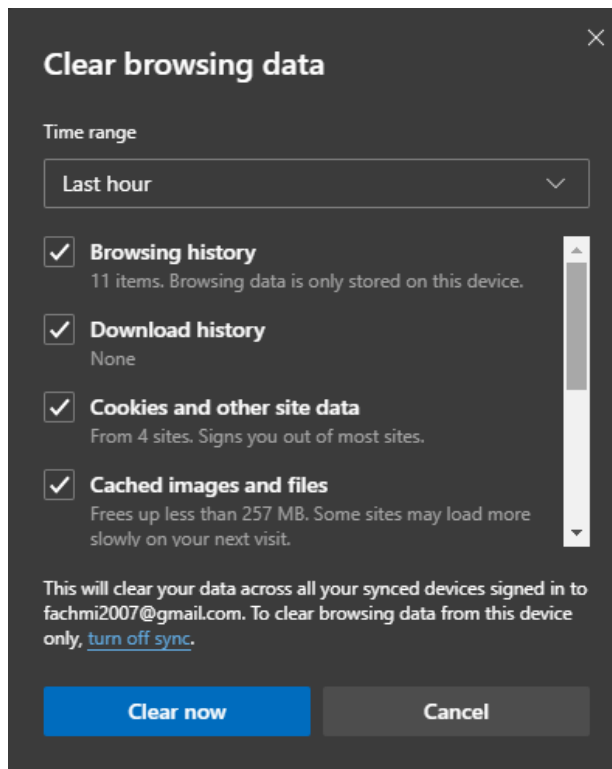 Clear browsing data
Time range
Last hour
Browsing history
11 items. Browsing data is only stored on this device.
Download history
None
Cookies and other site data
From 4 sites. Signs you out of most sites.
Cached images and files
Frees up less than 257 MB. Some sites may load more
slowly on your next visit.
This will clear your data across all your synced devices signed in to
fachmi2007@gmail.com. To clear browsing data from this device
only, turn off sync.
Clear now
Cancel